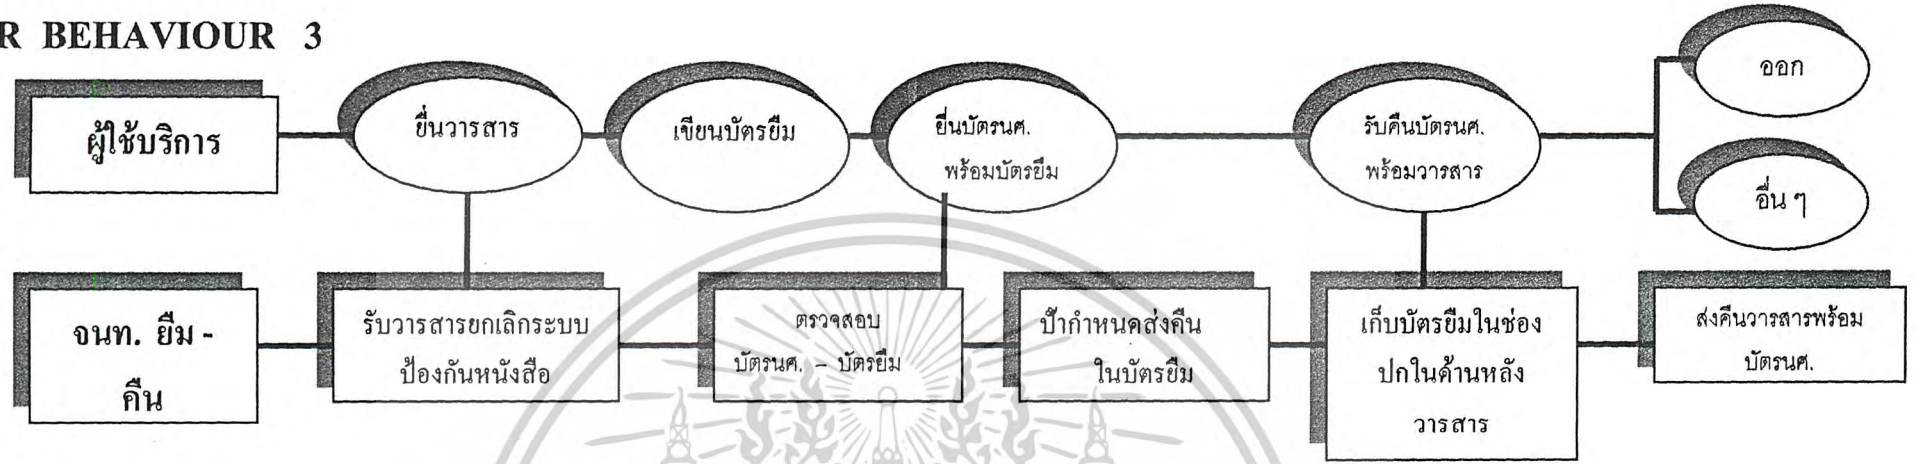 R BEHAVIOUR 3
ผู้ใช้บริการ
ยื่นวารสาร
เขียนบัตรยืม
ยื่นบัตรนศ.
พร้อมบัตรยืม
รับคืนบัตรนศ.
พร้อมวารสาร
ออก
อื่น ๆ
จนท. ยืม -
คืน
รับวารสารยกเลิกระบบ
ป้องกันหนังสือ
ตรวจสอบ
บัตรนศ. – บัตรยืม
ป้ำกำหนดส่งคืน
ในบัตรยืม
เก็บบัตรยืมในช่อง
ปกในด้านหลัง
วารสาร
ส่งคืนวารสารพร้อม
บัตรนศ.